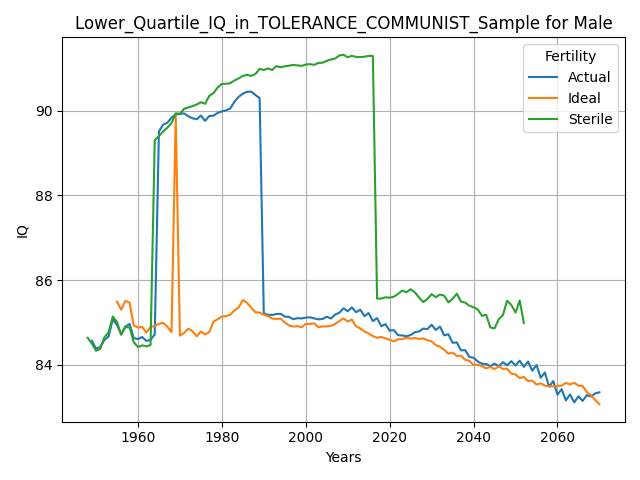 Lower_Quartile_IQ_in_TOLERANCE_COMMUNIST_Sample for Male
Fertility
Actual
Ideal
Sterile
IQ
90
88
86
84
1960
1980
2000
2020
2040
2060
Years